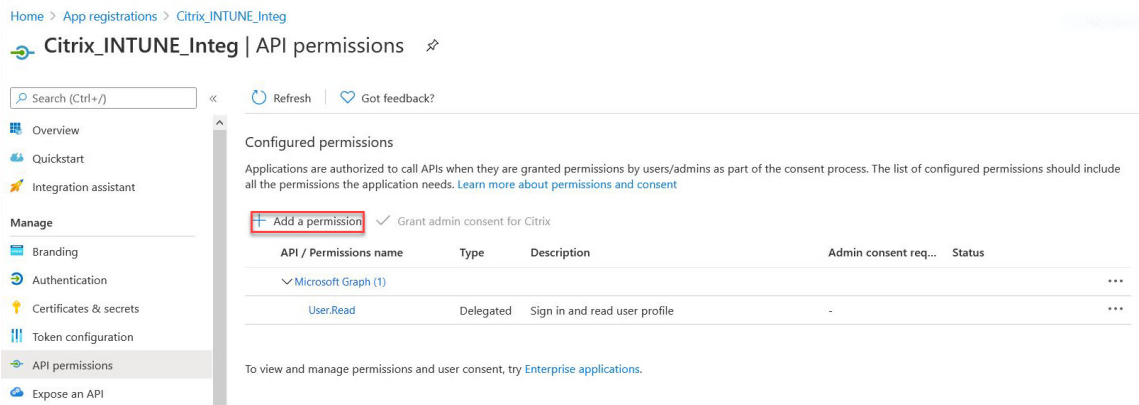 Home > App registrations > Citrix_INTUNE_Integ
Citrix_INTUNE_Integ | API permissions
Search (Ctrl+/)
«
Refresh
Got feedback?
Overview
Quickstart
Integration assistant
Manage
Branding
Authentication
Certificates & secrets
Token configuration
API permissions
Expose an API
Configured permissions
Applications are authorized to call APIs when they are granted permissions by users/admins as part of the consent process. The list of configured permissions should include
all the permissions the application needs. Learn more about permissions and consent
+ Add a permission
Grant admin consent for Citrix
API / Permissions name Type Description Admin consent req... Status
Microsoft Graph (1) ...
User.Read Delegated Sign in and read user profile - ...
To view and manage permissions and user consent, try Enterprise applications.